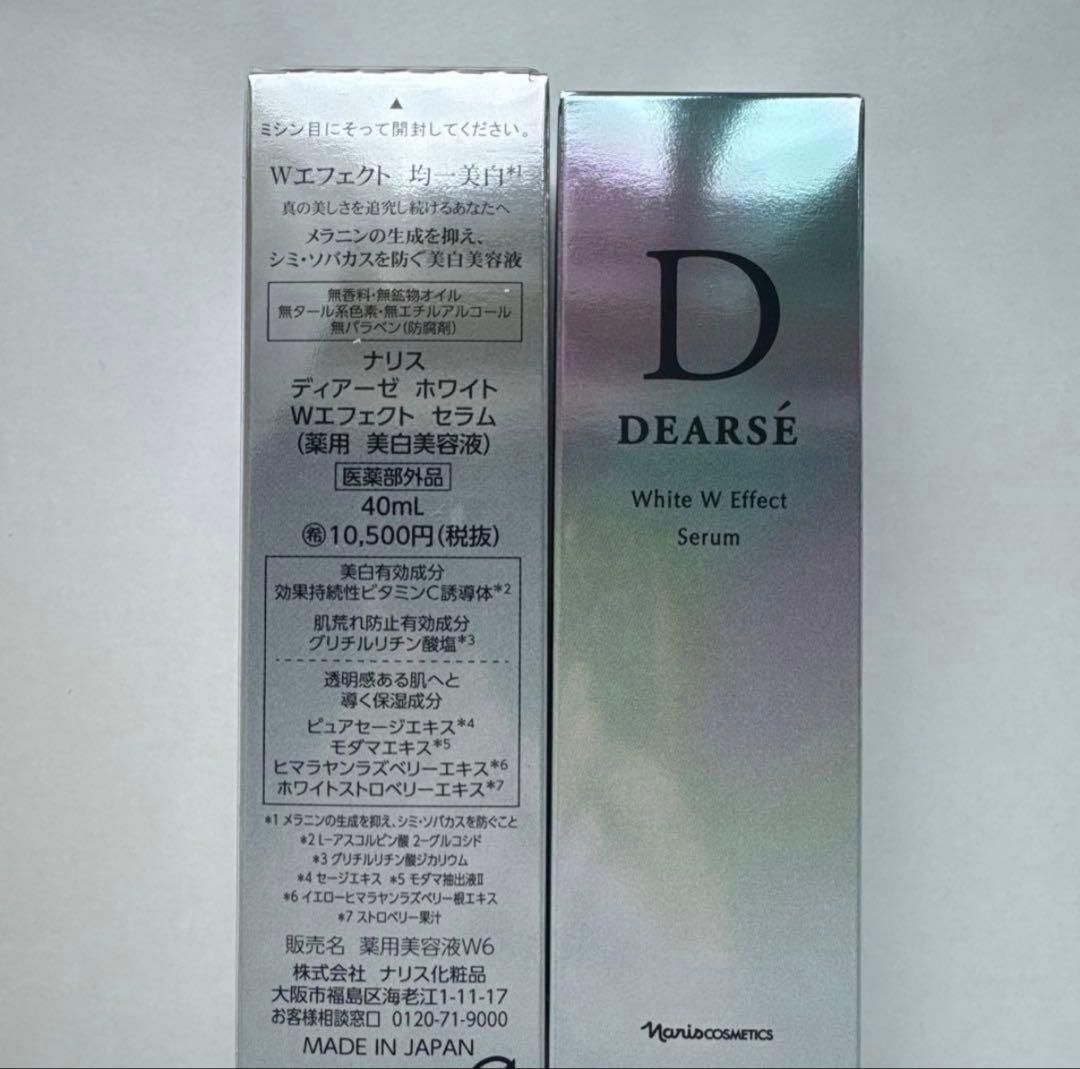 ▲
ミシン目にそって開封してください。
Wエフェクト 均一美白*1
真の美しさを追究し続けるあなたへ
メラニンの生成を抑え、
シミ・ソバカスを防ぐ美白美容液
無香料・無鉱物オイル
無タール系色素・無エチルアルコール
無パラベン(防腐剤)
ナリス
ディアーゼ ホワイト
Wエフェクト セラム
(薬用 美白美容液)
医薬部外品
40mL
㊒10,500円(税抜)
美白有効成分
効果持続性ビタミンC誘導体*2
肌荒れ防止有効成分
グリチルリチン酸塩*3
透明感ある肌へと
導く保湿成分
ピュアセージエキス*4
モダマエキス*5
ヒマラヤンラズベリーエキス*6
ホワイトストロベリーエキス*7
*1 メラニンの生成を抑え、シミ・ソバカスを防ぐこと
*2 L-アスコルビン酸 2-グルコシド
*3 グリチルリチン酸ジカリウム
*4 セージエキス *5 モダマ抽出液Ⅱ
*6 イエローヒマラヤンラズベリー根エキス
*7 ストロベリー果汁
販売名 薬用美容液W6
株式会社 ナリス化粧品
大阪市福島区海老江1-11-17
お客様相談窓口 0120-71-9000
MADE IN JAPAN
D
DEARSÉ
White W Effect
Serum
Naris COSMETICS